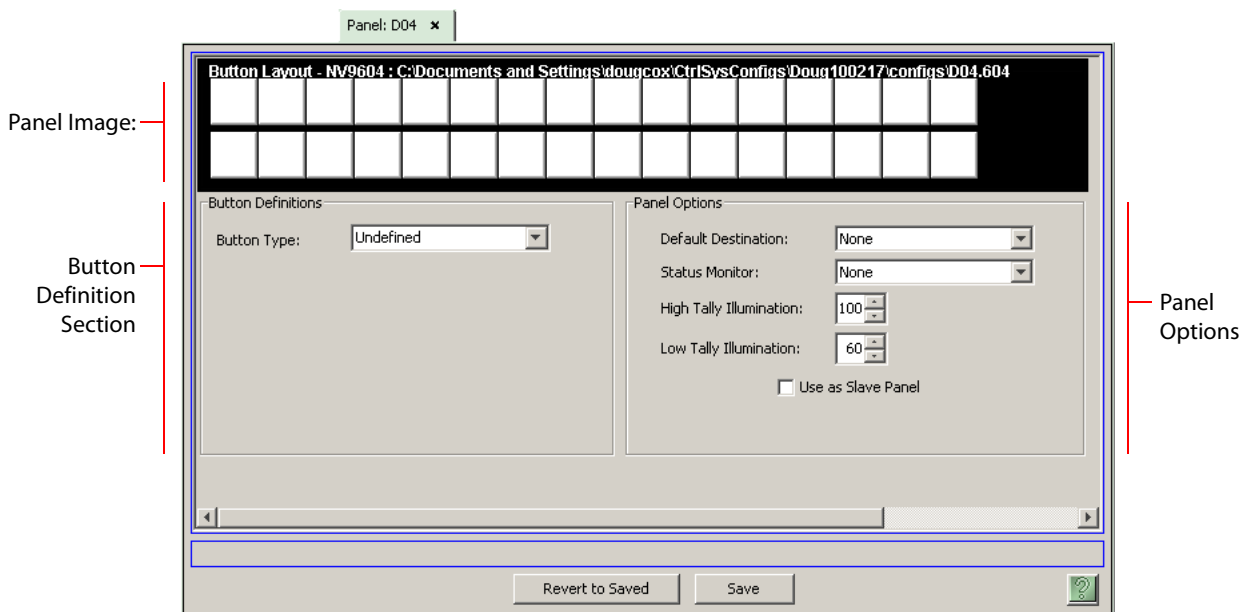 Panel: D04 ×
Button Layout - NV9604 : C:\Documents and Settings\dougcox\CtrlSysConfigs\Doug100217\configs\D04.604
Panel Image:
Button Definitions
Button Type: Undefined
Button
Definition
Section
Panel Options
Default Destination: None
Status Monitor: None
High Tally Illumination: 100
Low Tally Illumination: 60
Use as Slave Panel
Panel
Options
Revert to Saved
Save
?